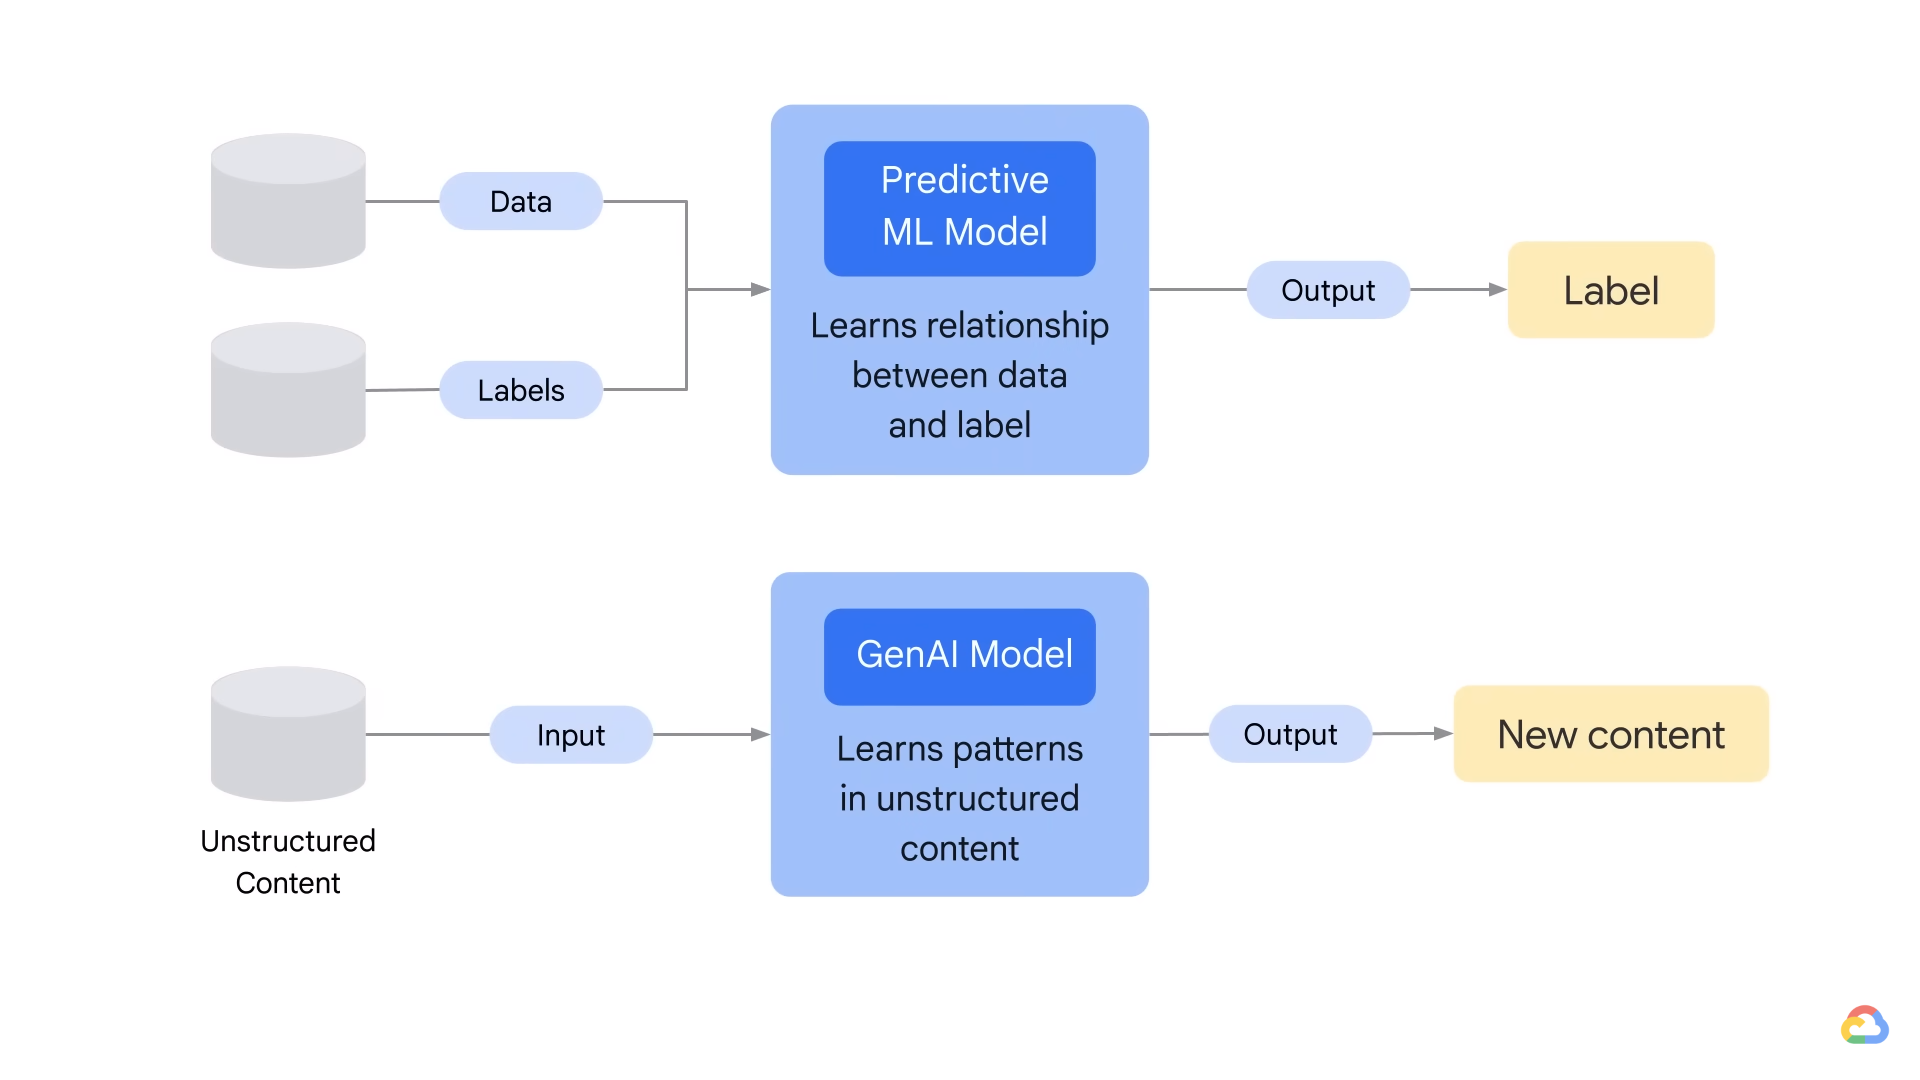 Data
Labels
Predictive
ML Model
Learns relationship
between data
and label
Output
Label
Unstructured
Content
Input
GenAI Model
Learns patterns
in unstructured
content
Output
New content